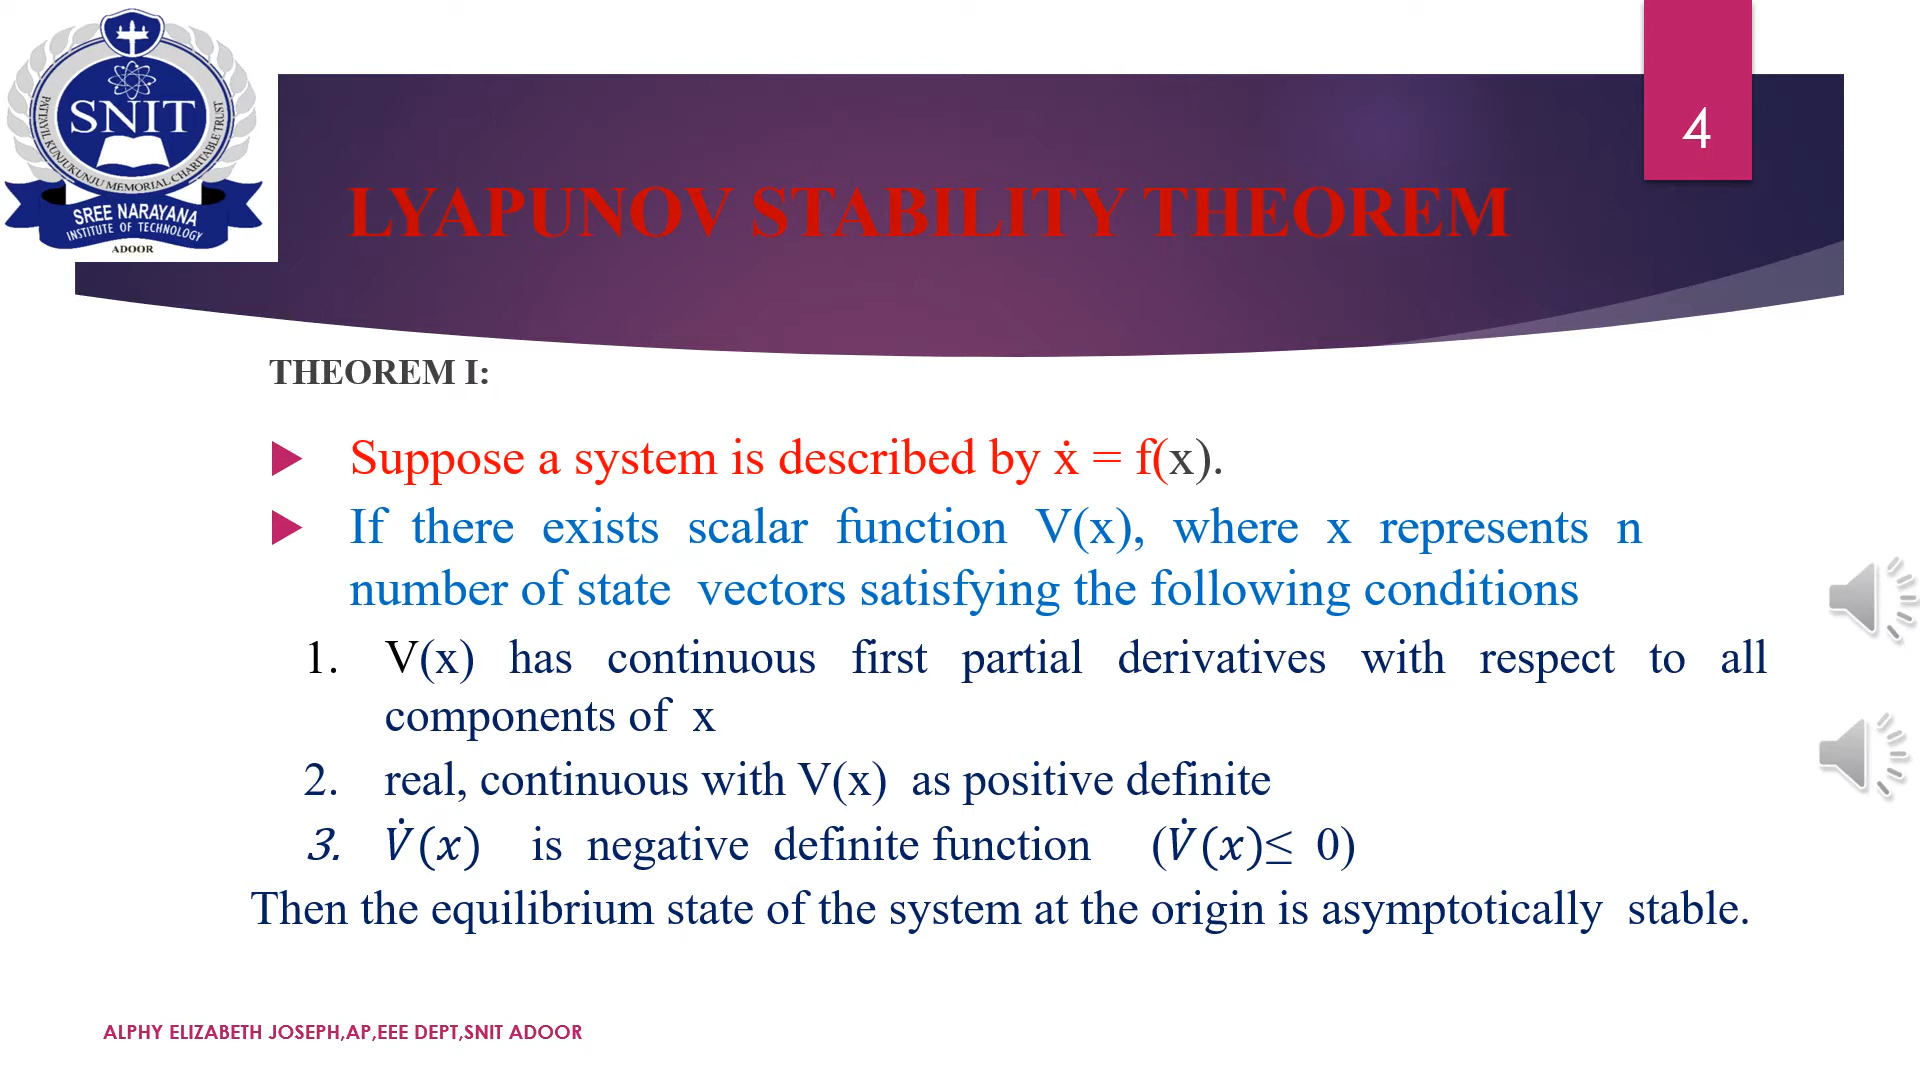 SNIT
PATTAYIL KUNJUKUNJU MEMORIAL CHARITABLE TRUST
SREE NARAYANA
INSTITUTE OF TECHNOLOGY
ADOOR
4
LYAPUNOV STABILITY THEOREM
THEOREM I:
Suppose a system is described by ẋ = f(x).
If there exists scalar function V(x), where x represents n
number of state vectors satisfying the following conditions
1. V(x) has continuous first partial derivatives with respect to all
components of x
2. real, continuous with V(x) as positive definite
3. V̇(x) is negative definite function (V̇(x)≤ 0)
Then the equilibrium state of the system at the origin is asymptotically stable.
ALPHY ELIZABETH JOSEPH,AP,EEE DEPT,SNIT ADOOR